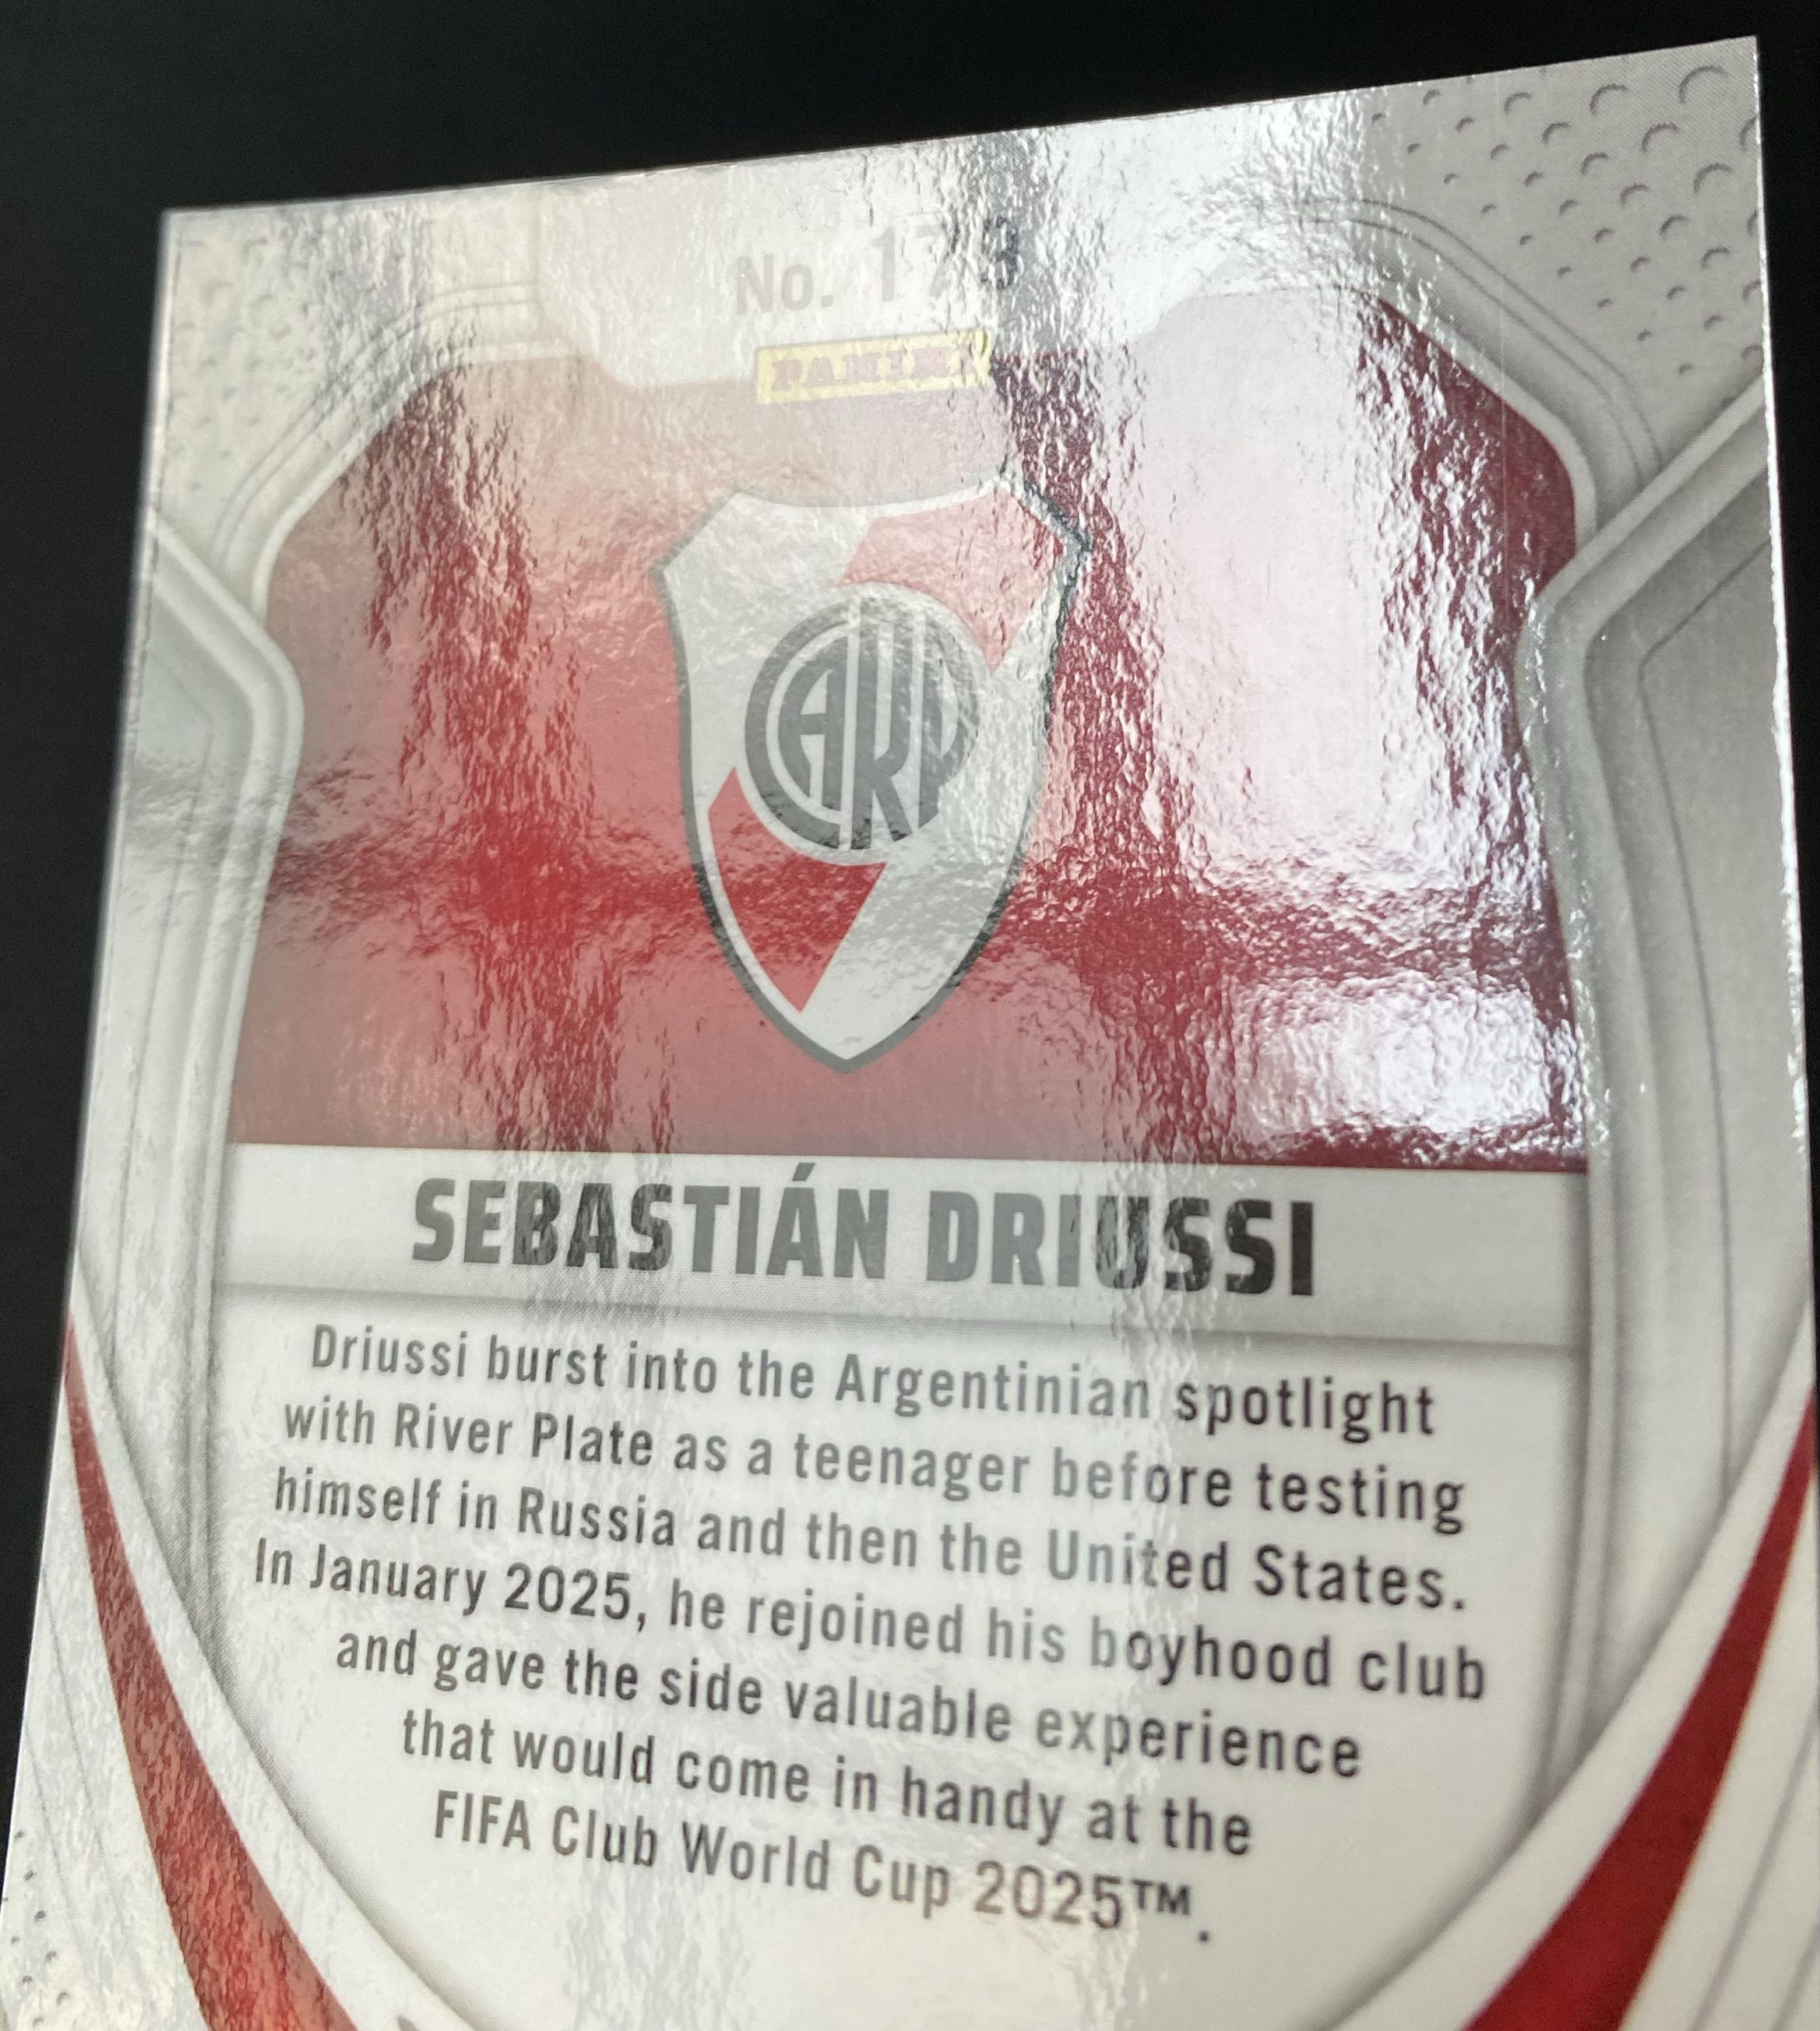 No. 173
PANINI
CARP
SEBASTIÁN DRIUSSI
Driussi burst into the Argentinian spotlight
with River Plate as a teenager before testing
himself in Russia and then the United States.
In January 2025, he rejoined his boyhood club
and gave the side valuable experience
that would come in handy at the
FIFA Club World Cup 2025™.